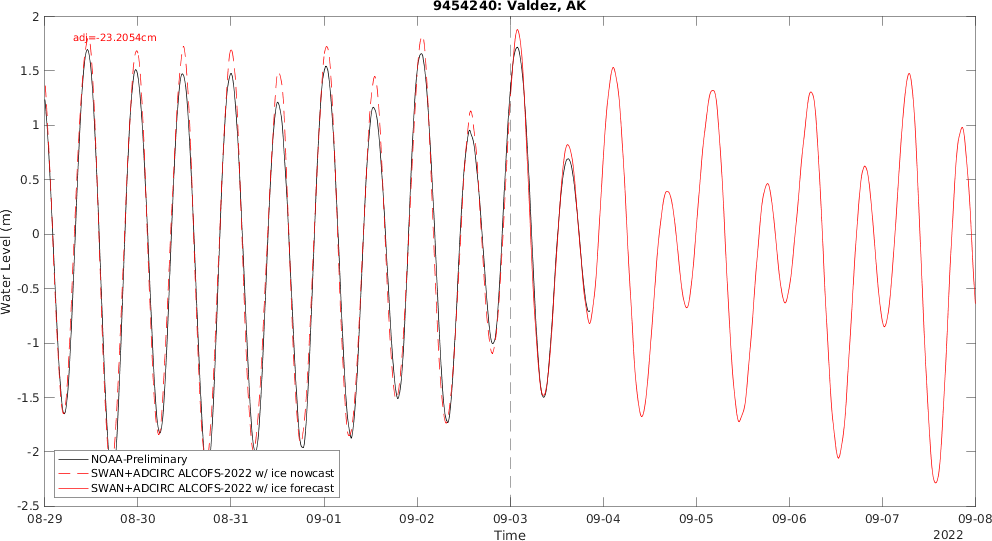 9454240: Valdez, AK
adj=-23.2054cm
2
1.5
1
0.5
0
-0.5
-1
-1.5
-2
-2.5
Water Level (m)
NOAA-Preliminary
SWAN+ADCIRC ALCOFS-2022 w/ ice nowcast
SWAN+ADCIRC ALCOFS-2022 w/ ice forecast
08-29 08-30 08-31 09-01 09-02 09-03 09-04 09-05 09-06 09-07 09-08
Time
2022